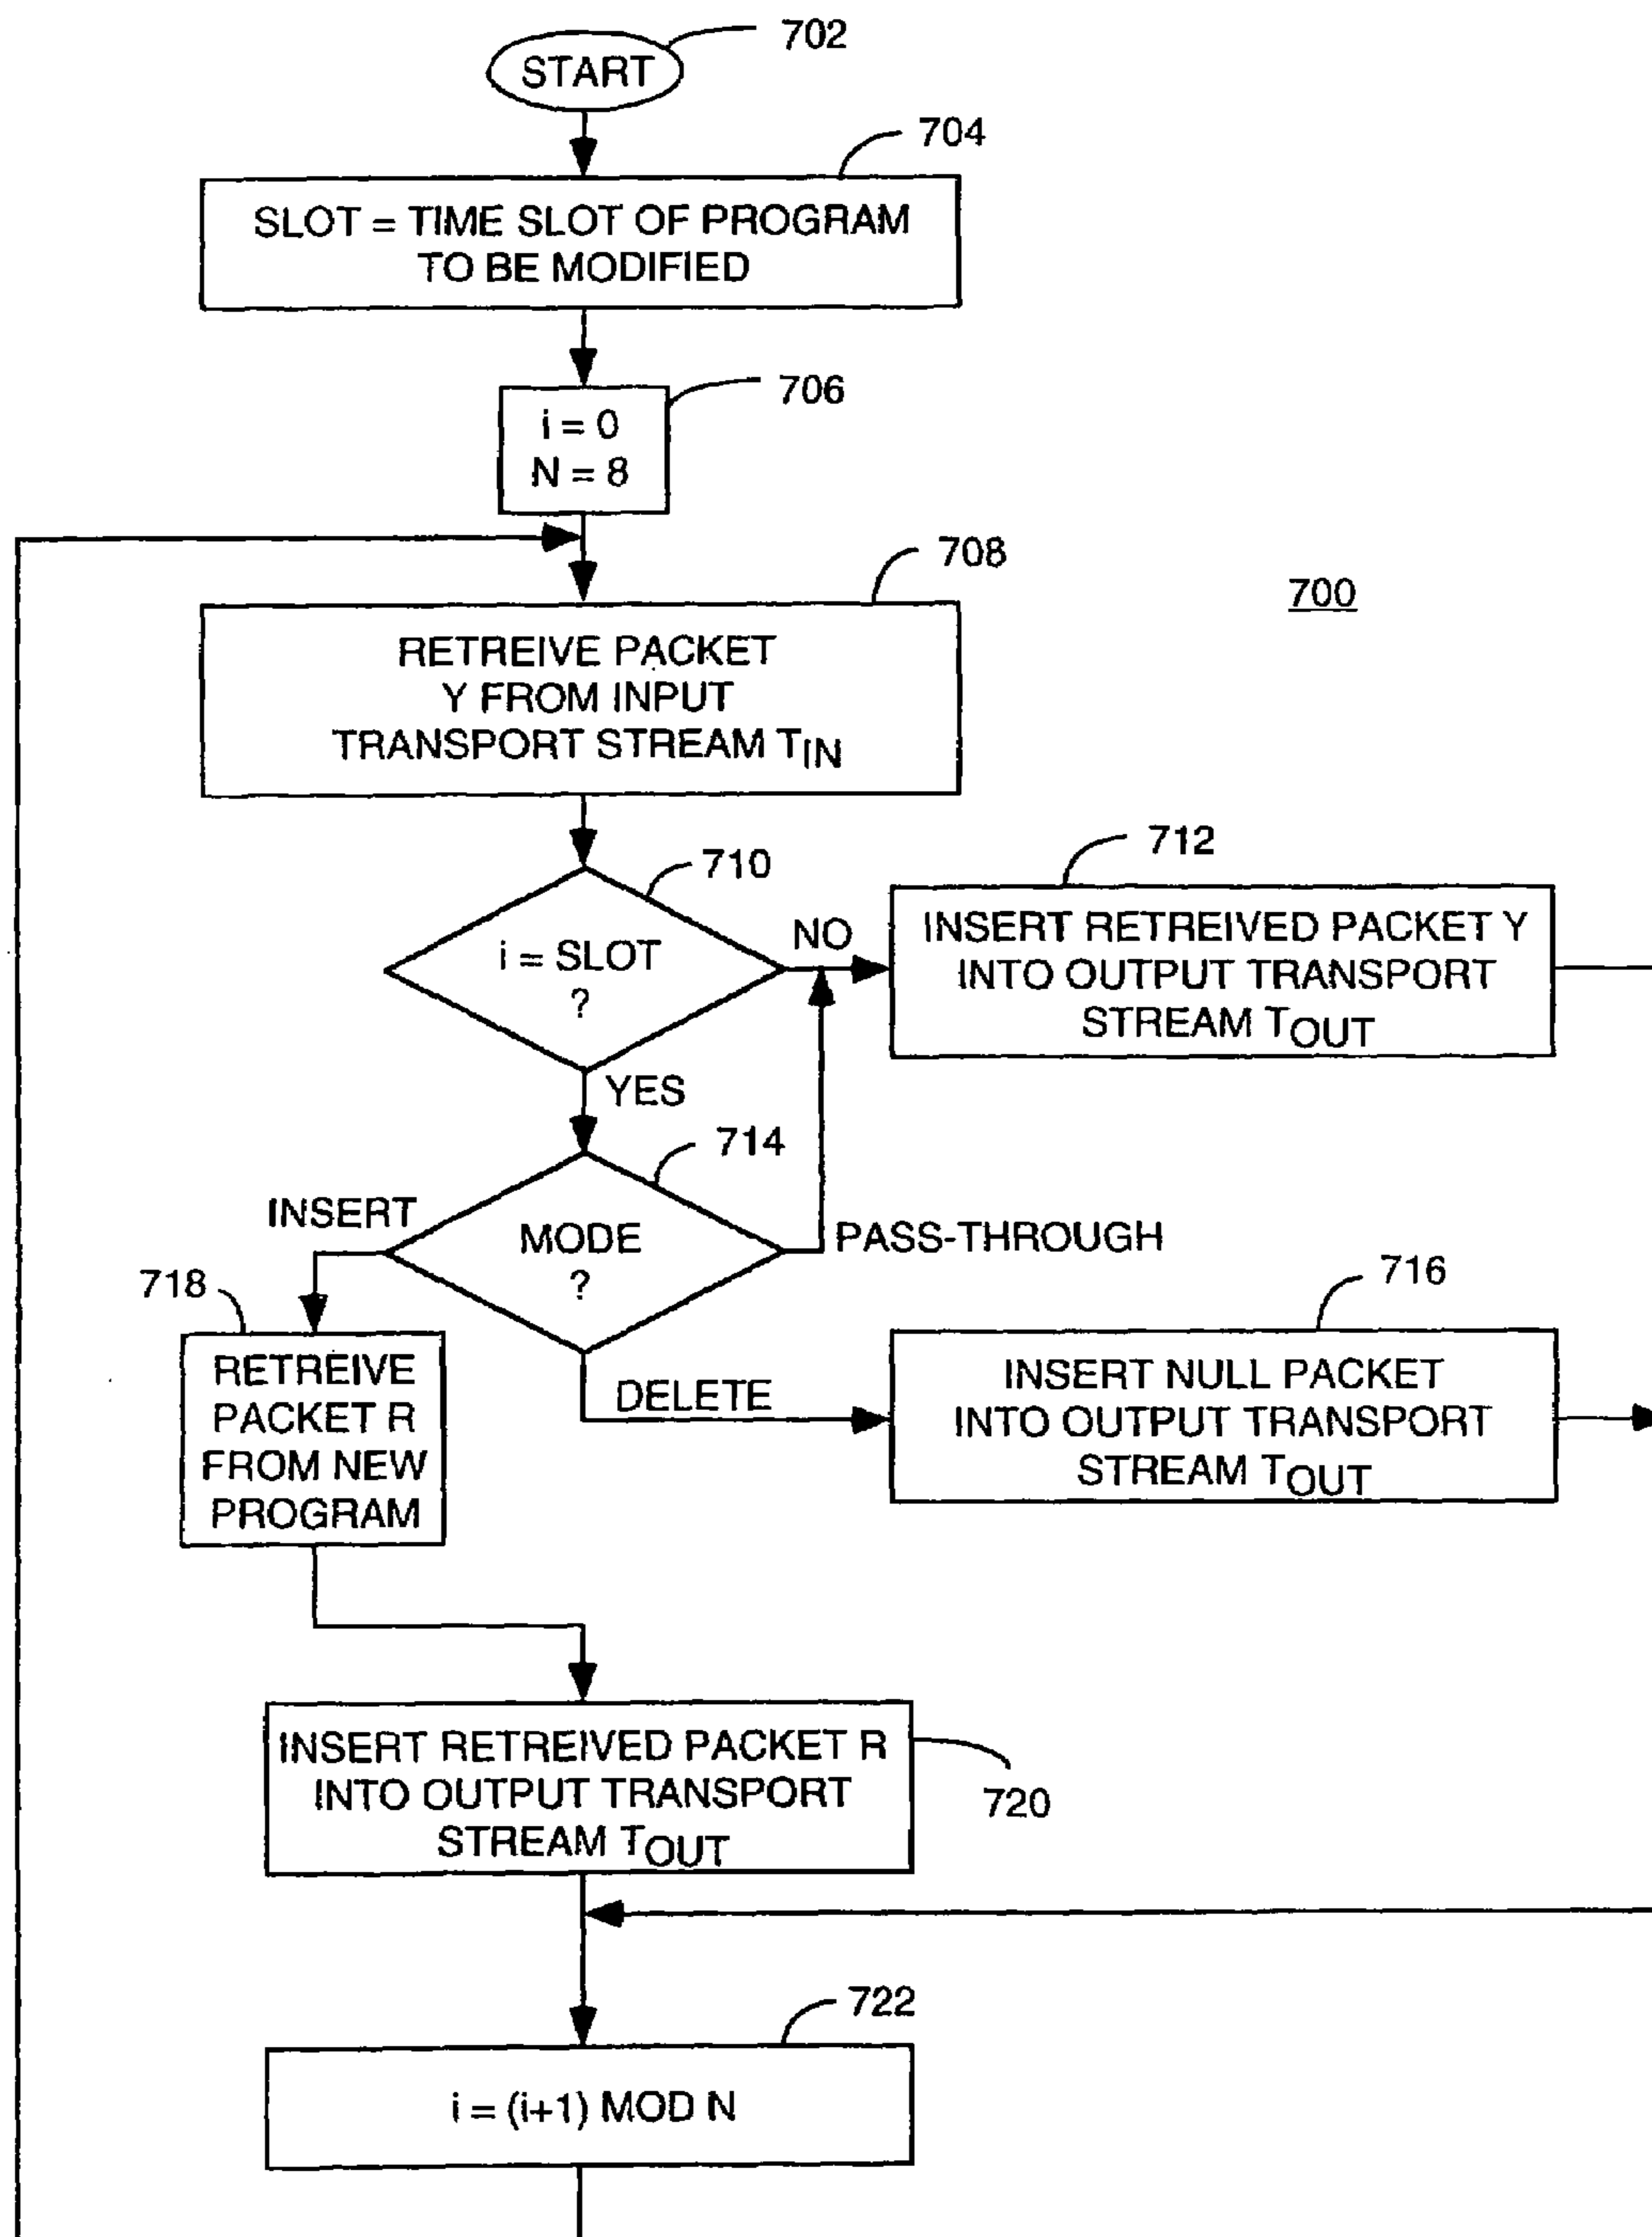 702
START
704
SLOT = TIME SLOT OF PROGRAM
TO BE MODIFIED
706
i = 0
N = 8
708
700
RETREIVE PACKET
Y FROM INPUT
TRANSPORT STREAM TIN
710
712
i = SLOT
?
NO
INSERT RETREIVED PACKET Y
INTO OUTPUT TRANSPORT
STREAM TOUT
YES
714
INSERT
MODE
?
PASS-THROUGH
718
716
RETREIVE
PACKET R
FROM NEW
PROGRAM
DELETE
INSERT NULL PACKET
INTO OUTPUT TRANSPORT
STREAM TOUT
INSERT RETREIVED PACKET R
INTO OUTPUT TRANSPORT
STREAM TOUT
720
722
i = (i+1) MOD N